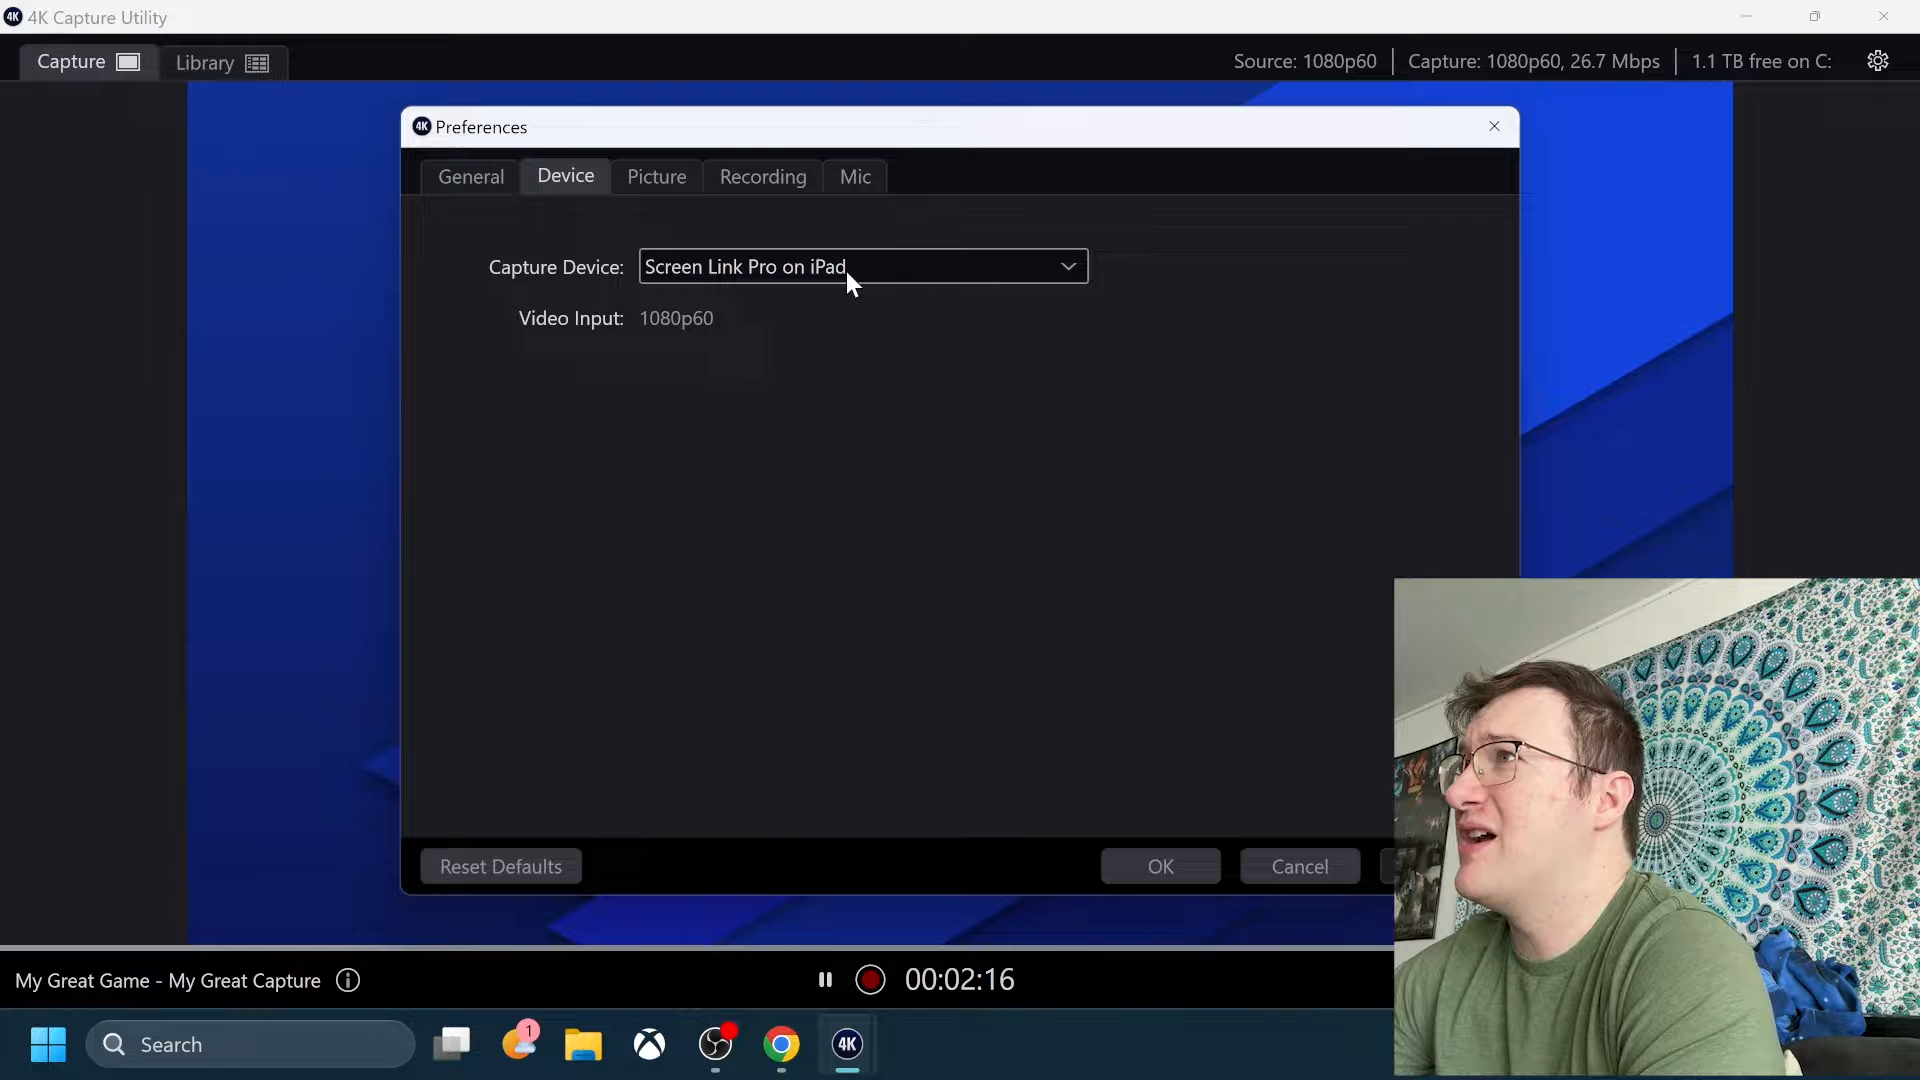 4K 4K Capture Utility
Capture Library Source: 1080p60 Capture: 1080p60, 26.7 Mbps 1.1 TB free on C:
4K Preferences
General Device Picture Recording Mic
Capture Device: Screen Link Pro on iPad
Video Input: 1080p60
Reset Defaults OK Cancel
My Great Game - My Great Capture 00:02:16
Search 1 4K